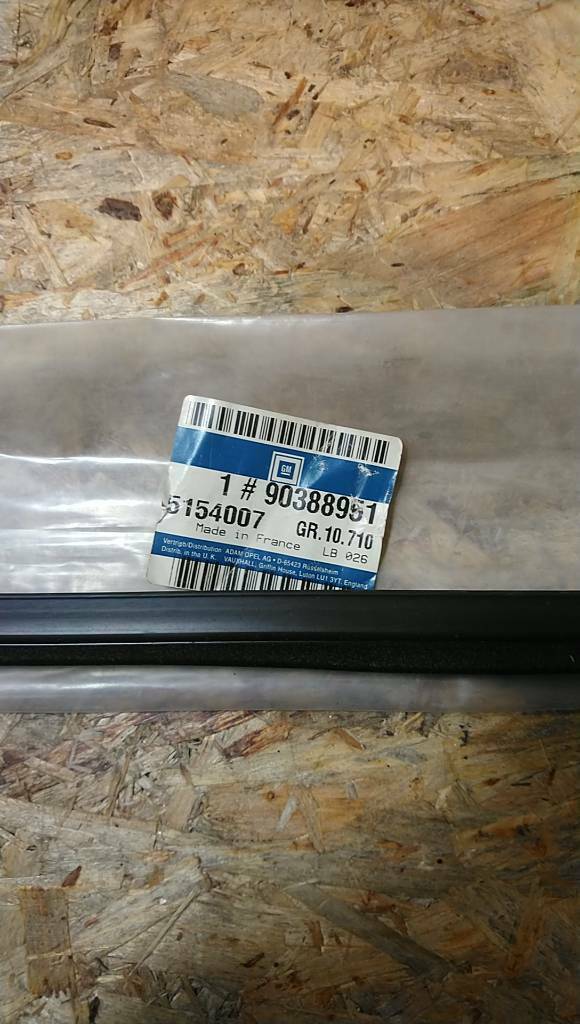 GM
1 # 90388951
5154007 GR.10.710
Made in France LB 026
Vertrieb/Distribution ADAM OPEL AG • D-65423 Rüsselsheim
Distrib. in the U. K. VAUXHALL, Griffin House, Luton LU1 3YT, England